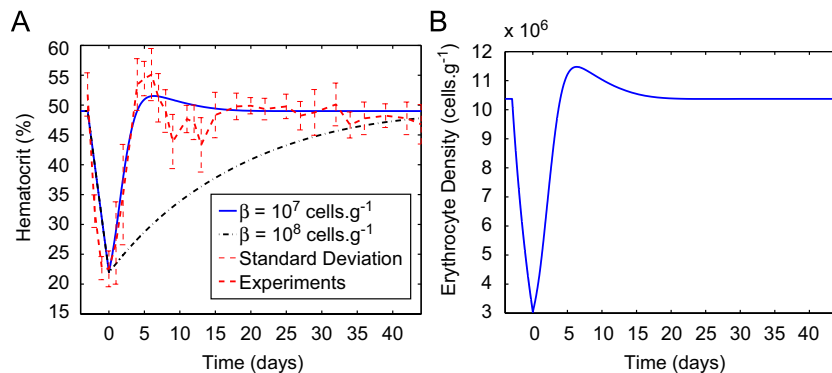 A
Hematocrit (%)
60
55
50
45
40
35
30
25
20
15
0 5 10 15 20 25 30 35 40
Time (days)
β = 10⁷ cells.g⁻¹
β = 10⁸ cells.g⁻¹
Standard Deviation
Experiments
B
x 10⁶
Erythrocyte Density (cells.g⁻¹)
12
11
10
9
8
7
6
5
4
3
0 5 10 15 20 25 30 35 40
Time (days)